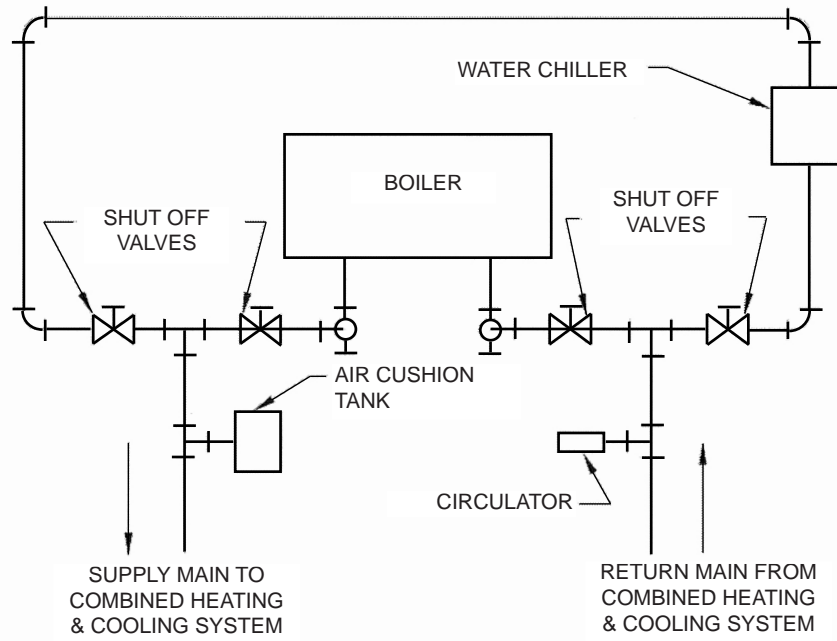 WATER CHILLER
BOILER
SHUT OFF
VALVES
SHUT OFF
VALVES
AIR CUSHION
TANK
CIRCULATOR
SUPPLY MAIN TO
COMBINED HEATING
& COOLING SYSTEM
RETURN MAIN FROM
COMBINED HEATING
& COOLING SYSTEM